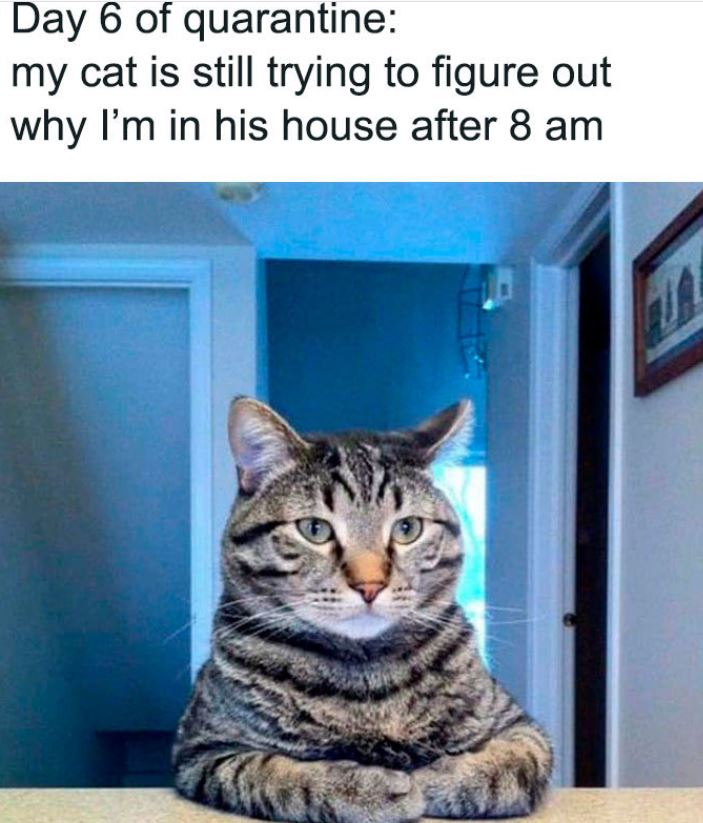 Day 6 of quarantine:
my cat is still trying to figure out
why I'm in his house after 8 am